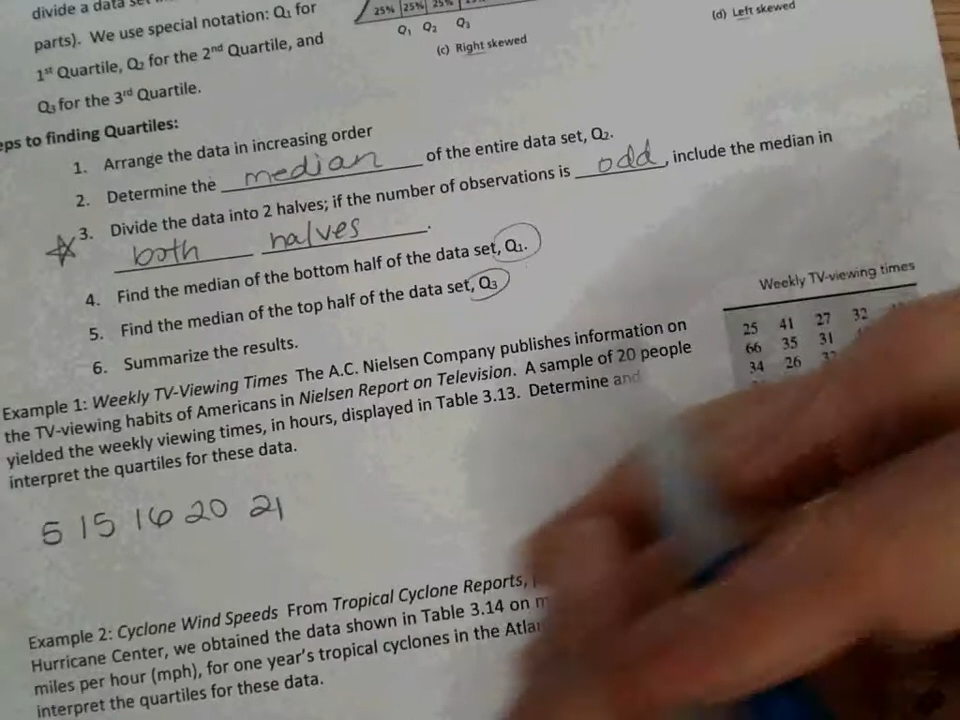 divide a data set
25% 25% 25%
Q1 Q2 Q3
(c) Right skewed
(d) Left skewed
parts). We use special notation: Q1 for
1st Quartile, Q2 for the 2nd Quartile, and
Q3 for the 3rd Quartile.
eps to finding Quartiles:
1. Arrange the data in increasing order
2. Determine the median of the entire data set, Q2.
3. Divide the data into 2 halves; if the number of observations is odd, include the median in
both halves.
4. Find the median of the bottom half of the data set, Q1.
5. Find the median of the top half of the data set, Q3
6. Summarize the results.
Weekly TV-viewing times
25 41 27 32
66 35 31
34 26
Example 1: Weekly TV-Viewing Times The A.C. Nielsen Company publishes information on
the TV-viewing habits of Americans in Nielsen Report on Television. A sample of 20 people
yielded the weekly viewing times, in hours, displayed in Table 3.13. Determine and
interpret the quartiles for these data.
5 15 16 20 21
Example 2: Cyclone Wind Speeds From Tropical Cyclone Reports,
Hurricane Center, we obtained the data shown in Table 3.14 on m
miles per hour (mph), for one year's tropical cyclones in the Atla
interpret the quartiles for these data.